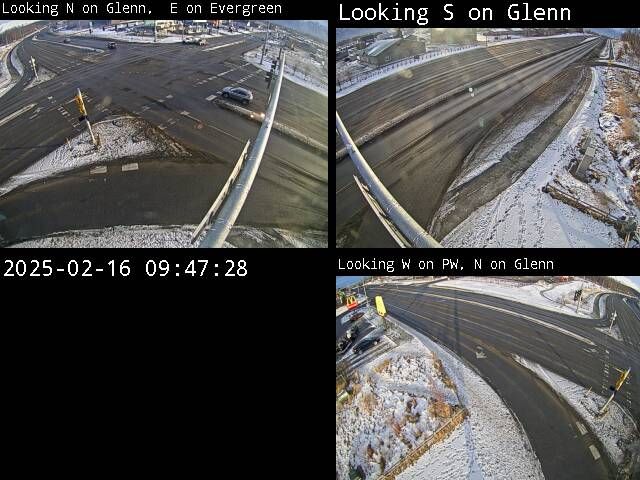 Looking N on Glenn, E on Evergreen
Looking S on Glenn
2025-02-16 09:47:28
Looking W on PW, N on Glenn